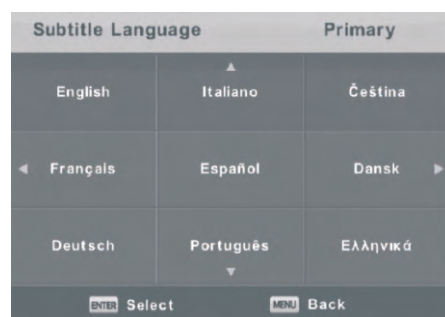 Subtitle Language Primary
English Italiano Čeština
Français Español Dansk
Deutsch Português Ελληνικά
ENTER Select MENU Back